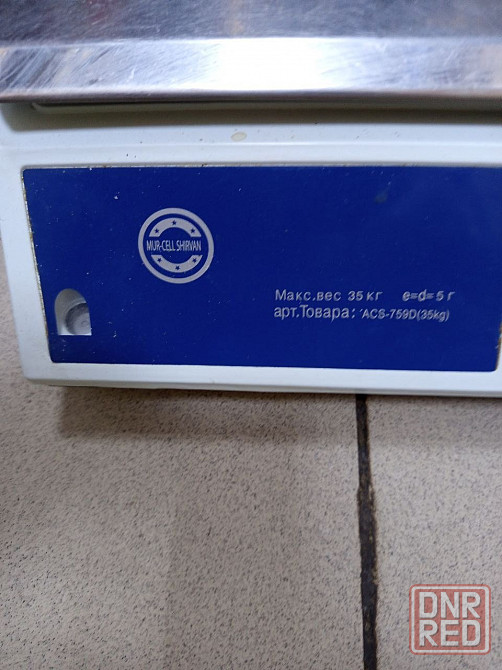 MUR-CELL SHIRVAN
Макс.вес 35 кг e=d= 5 г
арт.Товара: ACS-759D(35kg)
DNR
RED